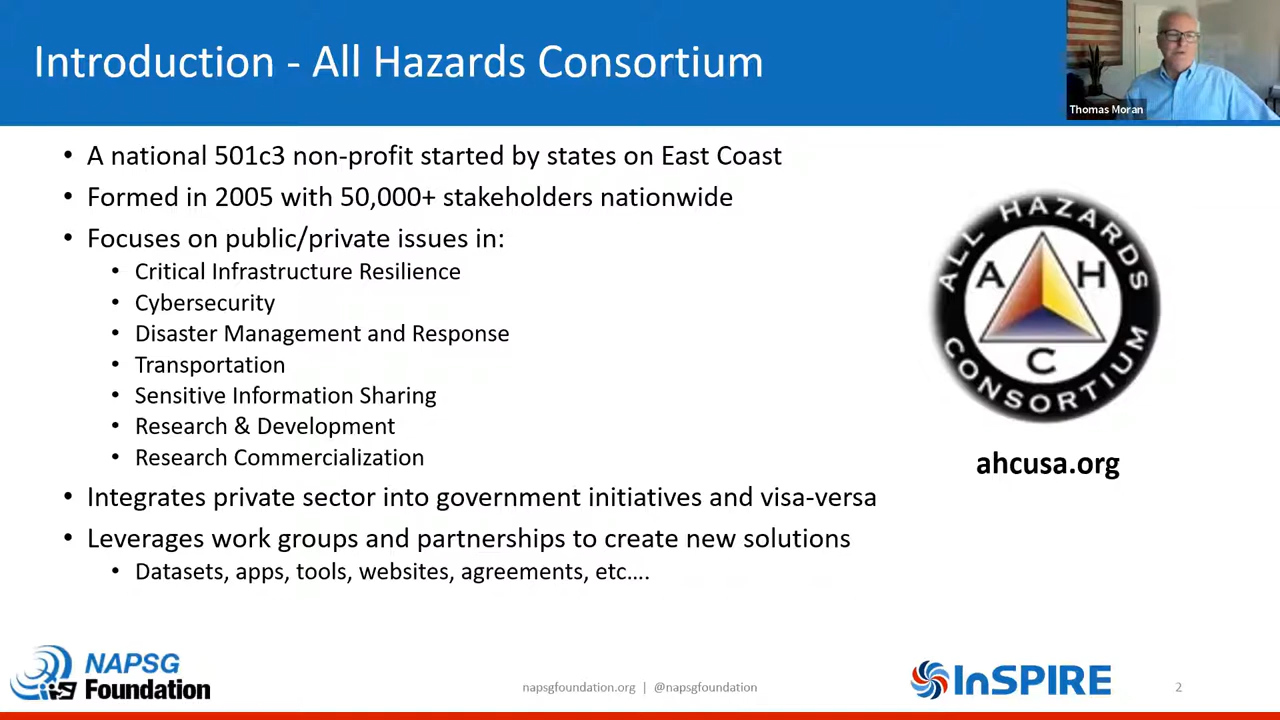 Introduction - All Hazards Consortium
Thomas Moran
• A national 501c3 non-profit started by states on East Coast
• Formed in 2005 with 50,000+ stakeholders nationwide
• Focuses on public/private issues in:
• Critical Infrastructure Resilience
• Cybersecurity
• Disaster Management and Response
• Transportation
• Sensitive Information Sharing
• Research & Development
• Research Commercialization
• Integrates private sector into government initiatives and visa-versa
• Leverages work groups and partnerships to create new solutions
• Datasets, apps, tools, websites, agreements, etc....
ALL HAZARDS
A H
C
CONSORTIUM
ahcusa.org
NAPSG
Foundation
napsgfoundation.org | @napsgfoundation
InSPIRE
2